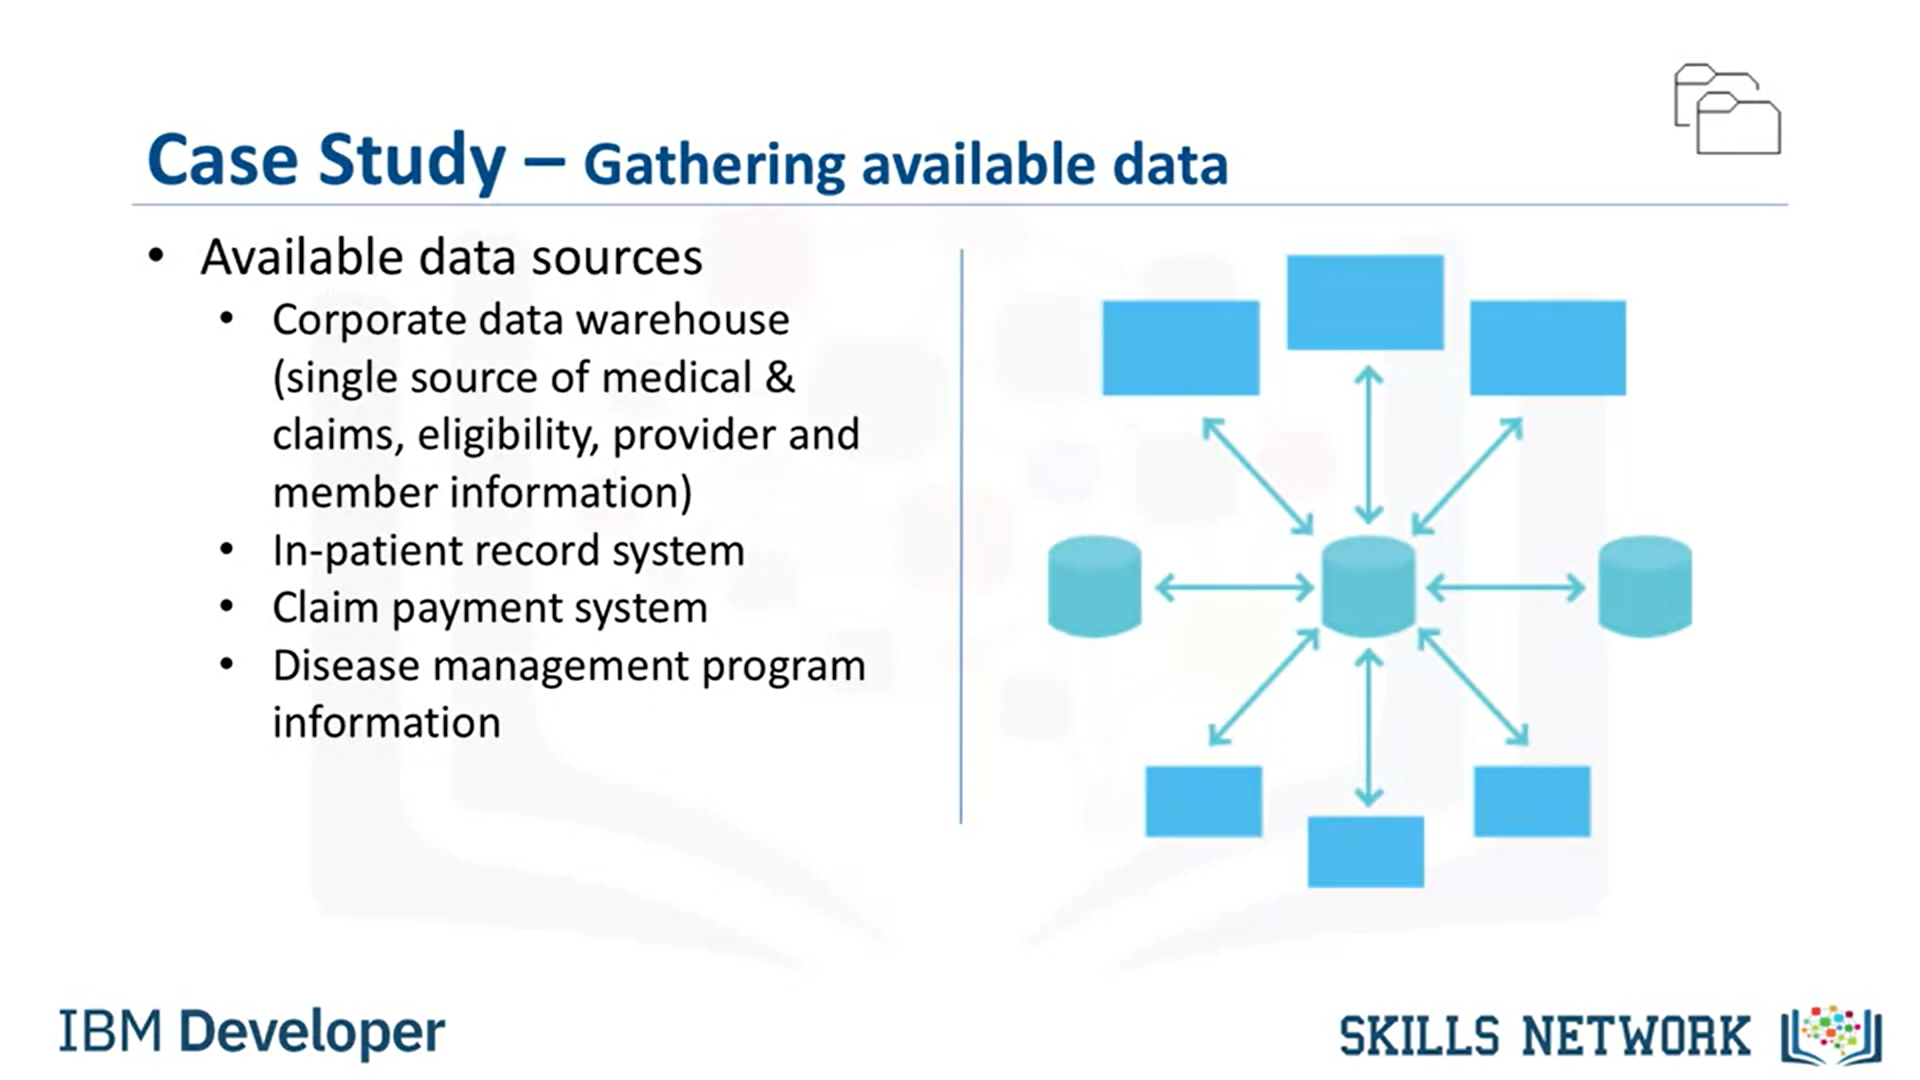 Case Study – Gathering available data
• Available data sources
• Corporate data warehouse
(single source of medical &
claims, eligibility, provider and
member information)
• In-patient record system
• Claim payment system
• Disease management program
information
IBM Developer
SKILLS NETWORK